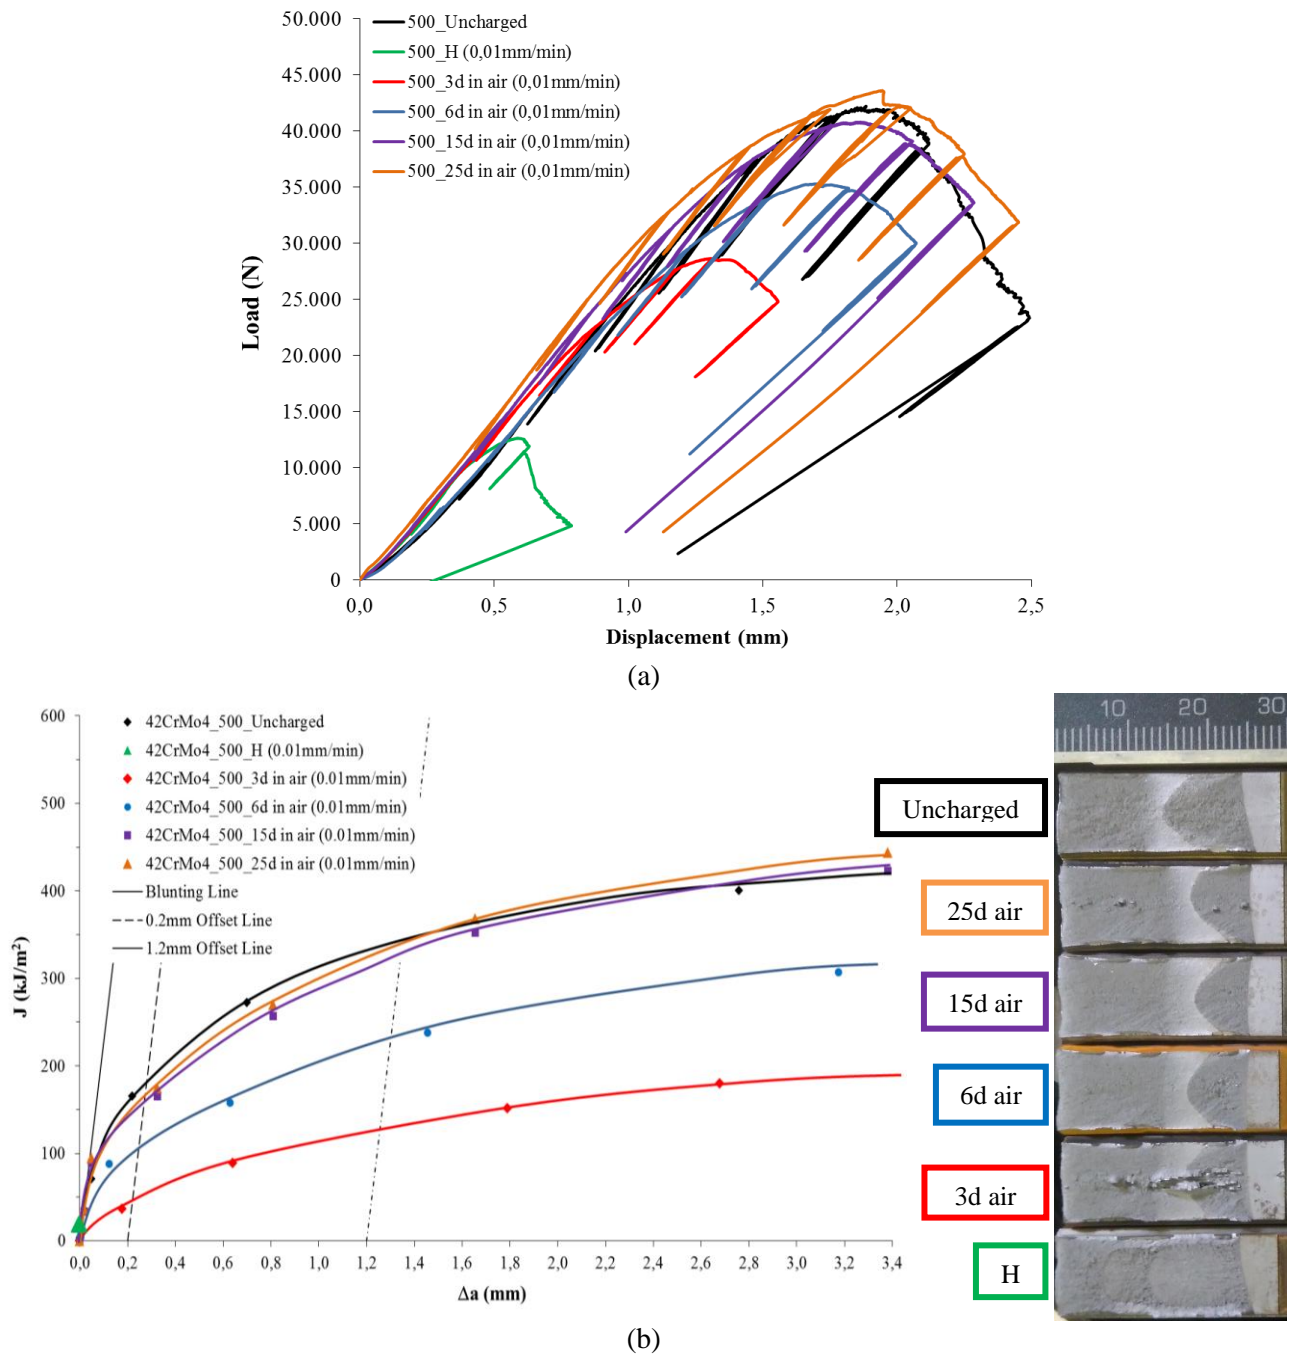 50.000
45.000
40.000
35.000
30.000
25.000
20.000
15.000
10.000
5.000
0
Load (N)
500_Uncharged
500_H (0,01mm/min)
500_3d in air (0,01mm/min)
500_6d in air (0,01mm/min)
500_15d in air (0,01mm/min)
500_25d in air (0,01mm/min)
0,0 0,5 1,0 1,5 2,0 2,5
Displacement (mm)
(a)
600
500
400
300
200
100
0
J (kJ/m²)
42CrMo4_500_Uncharged
42CrMo4_500_H (0.01mm/min)
42CrMo4_500_3d in air (0.01mm/min)
42CrMo4_500_6d in air (0.01mm/min)
42CrMo4_500_15d in air (0.01mm/min)
42CrMo4_500_25d in air (0.01mm/min)
Blunting Line
0.2mm Offset Line
1.2mm Offset Line
0,0 0,2 0,4 0,6 0,8 1,0 1,2 1,4 1,6 1,8 2,0 2,2 2,4 2,6 2,8 3,0 3,2 3,4
Δa (mm)
10 20 30
Uncharged
25d air
15d air
6d air
3d air
H
(b)